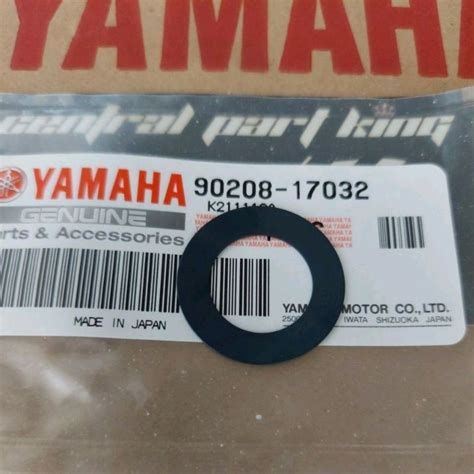 YAMAHA
central part king
YAMAHA
GENUINE
Parts & Accessories
90208-17032
MADE IN JAPAN
MOTOR CO.,LTD.
IWATA SHIZUOKA JAPAN